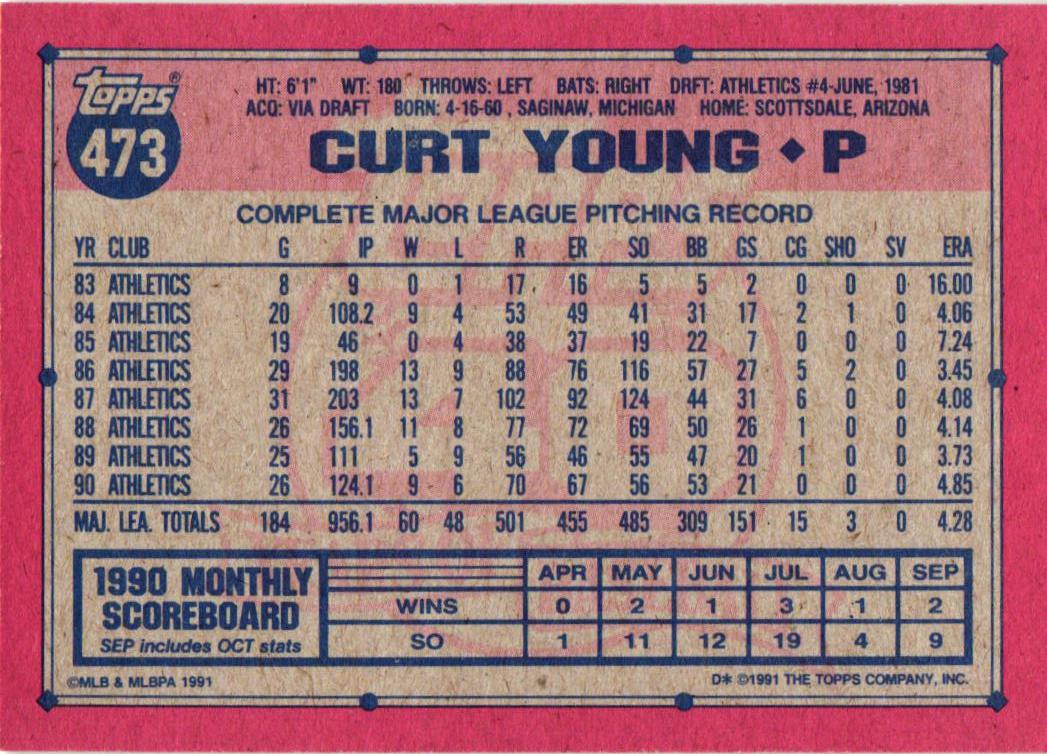 Topps®
473
HT: 6'1" WT: 180 THROWS: LEFT BATS: RIGHT DRFT: ATHLETICS #4-JUNE, 1981
ACQ: VIA DRAFT BORN: 4-16-60 , SAGINAW, MICHIGAN HOME: SCOTTSDALE, ARIZONA
CURT YOUNG ◆ P
COMPLETE MAJOR LEAGUE PITCHING RECORD
YR CLUB G IP W L R ER SO BB GS CG SHO SV ERA
83 ATHLETICS 8 9 0 1 17 16 5 5 2 0 0 0 16.00
84 ATHLETICS 20 108.2 9 4 53 49 41 31 17 2 1 0 4.06
85 ATHLETICS 19 46 0 4 38 37 19 22 7 0 0 0 7.24
86 ATHLETICS 29 198 13 9 88 76 116 57 27 5 2 0 3.45
87 ATHLETICS 31 203 13 7 102 92 124 44 31 6 0 0 4.08
88 ATHLETICS 26 156.1 11 8 77 72 69 50 26 1 0 0 4.14
89 ATHLETICS 25 111 5 9 56 46 55 47 20 1 0 0 3.73
90 ATHLETICS 26 124.1 9 6 70 67 56 53 21 0 0 0 4.85
MAJ. LEA. TOTALS 184 956.1 60 48 501 455 485 309 151 15 3 0 4.28
1990 MONTHLY
SCOREBOARD
SEP includes OCT stats
APR MAY JUN JUL AUG SEP
WINS 0 2 1 3 1 2
SO 1 11 12 19 4 9
©MLB & MLBPA 1991
D* ©1991 THE TOPPS COMPANY, INC.